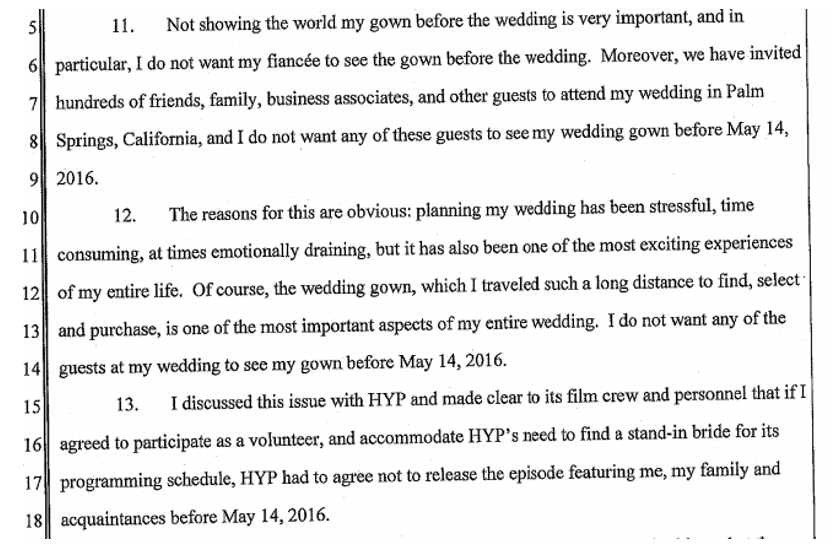 5 11. Not showing the world my gown before the wedding is very important, and in
6 particular, I do not want my fiancée to see the gown before the wedding. Moreover, we have invited
7 hundreds of friends, family, business associates, and other guests to attend my wedding in Palm
8 Springs, California, and I do not want any of these guests to see my wedding gown before May 14,
9 2016.
10 12. The reasons for this are obvious: planning my wedding has been stressful, time
11 consuming, at times emotionally draining, but it has also been one of the most exciting experiences
12 of my entire life. Of course, the wedding gown, which I traveled such a long distance to find, select
13 and purchase, is one of the most important aspects of my entire wedding. I do not want any of the
14 guests at my wedding to see my gown before May 14, 2016.
15 13. I discussed this issue with HYP and made clear to its film crew and personnel that if I
16 agreed to participate as a volunteer, and accommodate HYP's need to find a stand-in bride for its
17 programming schedule, HYP had to agree not to release the episode featuring me, my family and
18 acquaintances before May 14, 2016.